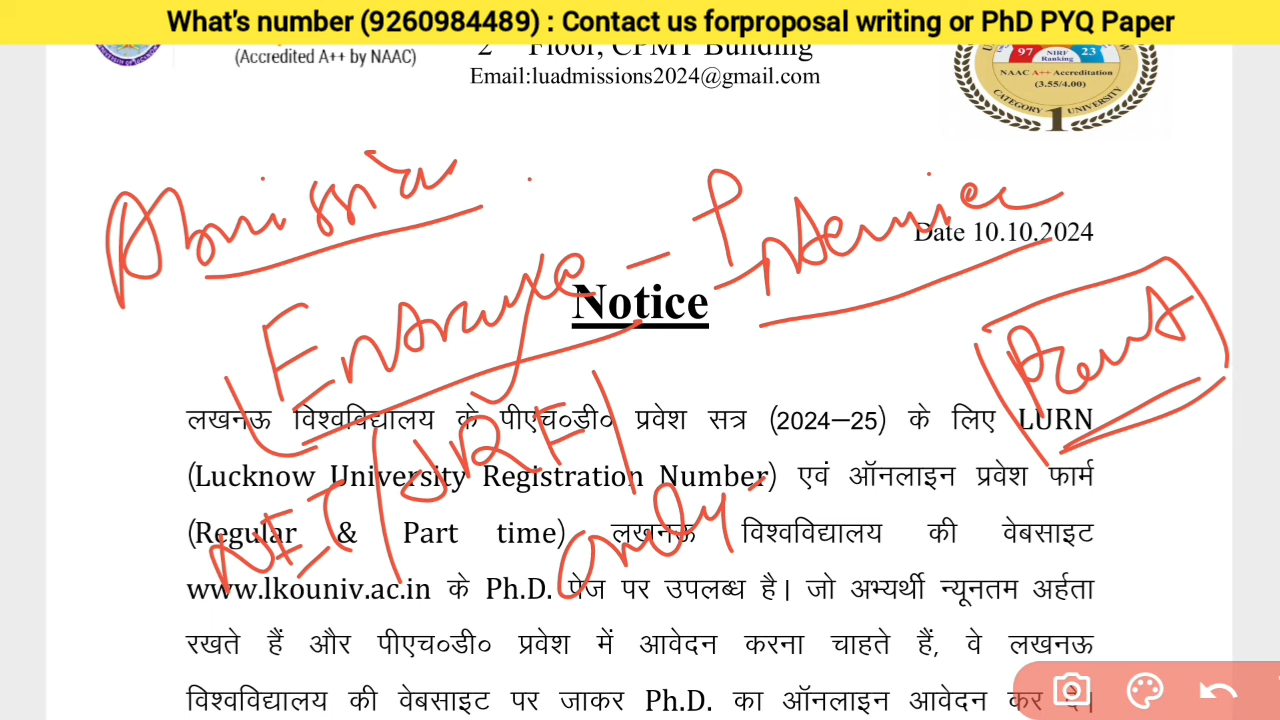 What's number (9260984489) : Contact us forproposal writing or PhD PYQ Paper
(Accredited A++ by NAAC)
2 Floor, CPMT Building
Email:luadmissions2024@gmail.com
97 NIRF Ranking 23
NAAC A++ Accreditation
(3.55/4.00)
CATEGORY 1 UNIVERSITY
Date 10.10.2024
Notice
लखनऊ विश्वविद्यालय के पीएच०डी० प्रवेश सत्र (2024–25) के लिए LURN
(Lucknow University Registration Number) एवं ऑनलाइन प्रवेश फार्म
(Regular & Part time) लखनऊ विश्वविद्यालय की वेबसाइट
www.lkouniv.ac.in के Ph.D. पेज पर उपलब्ध है। जो अभ्यर्थी न्यूनतम अर्हता
रखते हैं और पीएच०डी० प्रवेश में आवेदन करना चाहते हैं, वे लखनऊ
विश्वविद्यालय की वेबसाइट पर जाकर Ph.D. का ऑनलाइन आवेदन कर दे।
NET/JRF/
only-